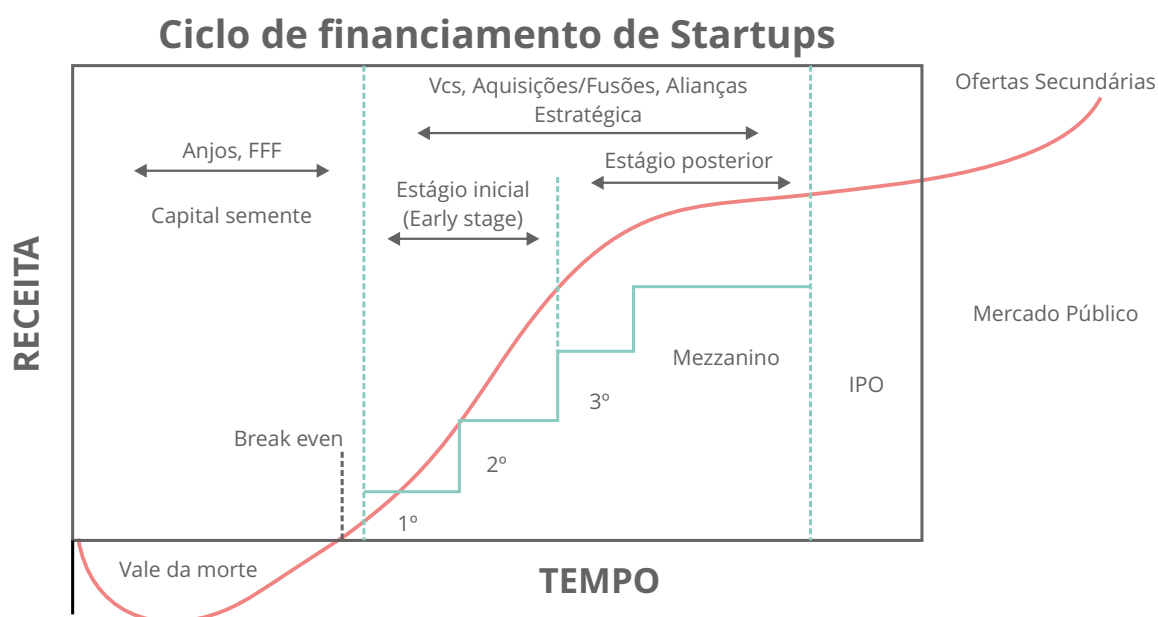 Ciclo de financiamento de Startups
Vcs, Aquisições/Fusões, Alianças
Estratégica
Ofertas Secundárias
Anjos, FFF
Estágio posterior
Capital semente
Estágio inicial
(Early stage)
RECEITA
Mercado Público
Mezzanino
IPO
3º
Break even
2º
1º
Vale da morte
TEMPO